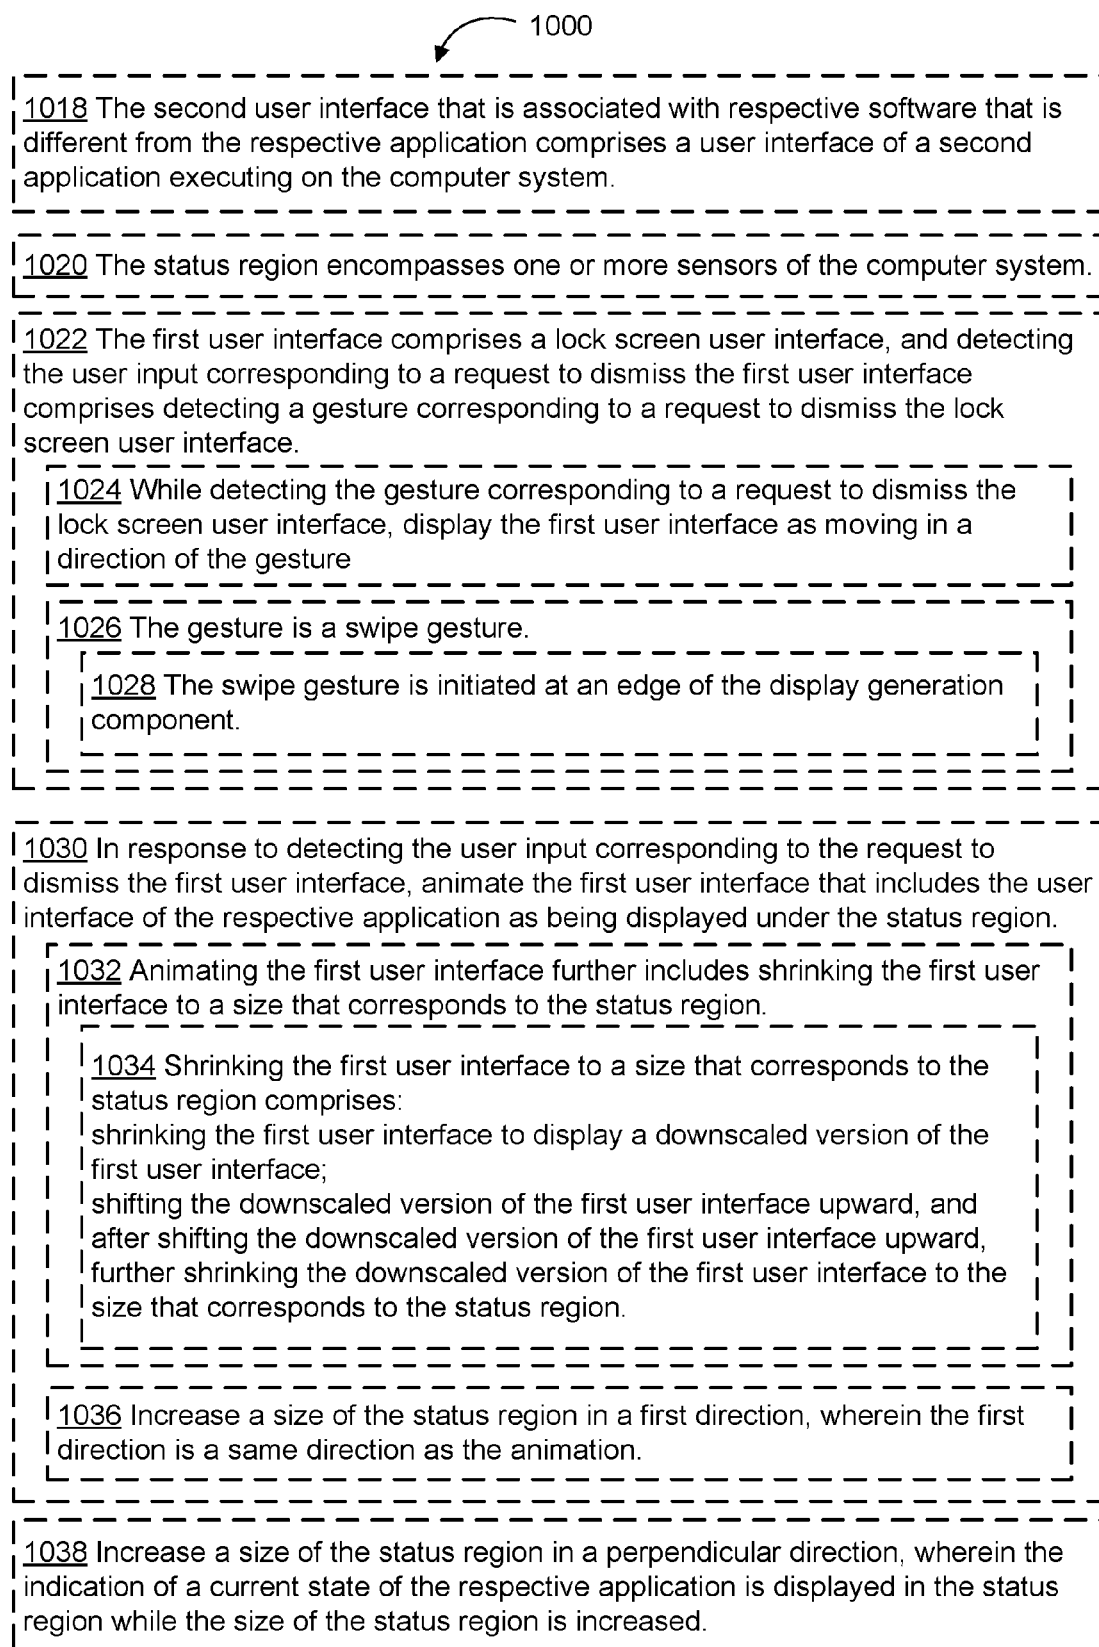 1000
1018 The second user interface that is associated with respective software that is
different from the respective application comprises a user interface of a second
application executing on the computer system.
1020 The status region encompasses one or more sensors of the computer system.
1022 The first user interface comprises a lock screen user interface, and detecting
the user input corresponding to a request to dismiss the first user interface
comprises detecting a gesture corresponding to a request to dismiss the lock
screen user interface.
1024 While detecting the gesture corresponding to a request to dismiss the
lock screen user interface, display the first user interface as moving in a
direction of the gesture
1026 The gesture is a swipe gesture.
1028 The swipe gesture is initiated at an edge of the display generation
component.
1030 In response to detecting the user input corresponding to the request to
dismiss the first user interface, animate the first user interface that includes the user
interface of the respective application as being displayed under the status region.
1032 Animating the first user interface further includes shrinking the first user
interface to a size that corresponds to the status region.
1034 Shrinking the first user interface to a size that corresponds to the
status region comprises:
shrinking the first user interface to display a downscaled version of the
first user interface;
shifting the downscaled version of the first user interface upward, and
after shifting the downscaled version of the first user interface upward,
further shrinking the downscaled version of the first user interface to the
size that corresponds to the status region.
1036 Increase a size of the status region in a first direction, wherein the first
direction is a same direction as the animation.
1038 Increase a size of the status region in a perpendicular direction, wherein the
indication of a current state of the respective application is displayed in the status
region while the size of the status region is increased.